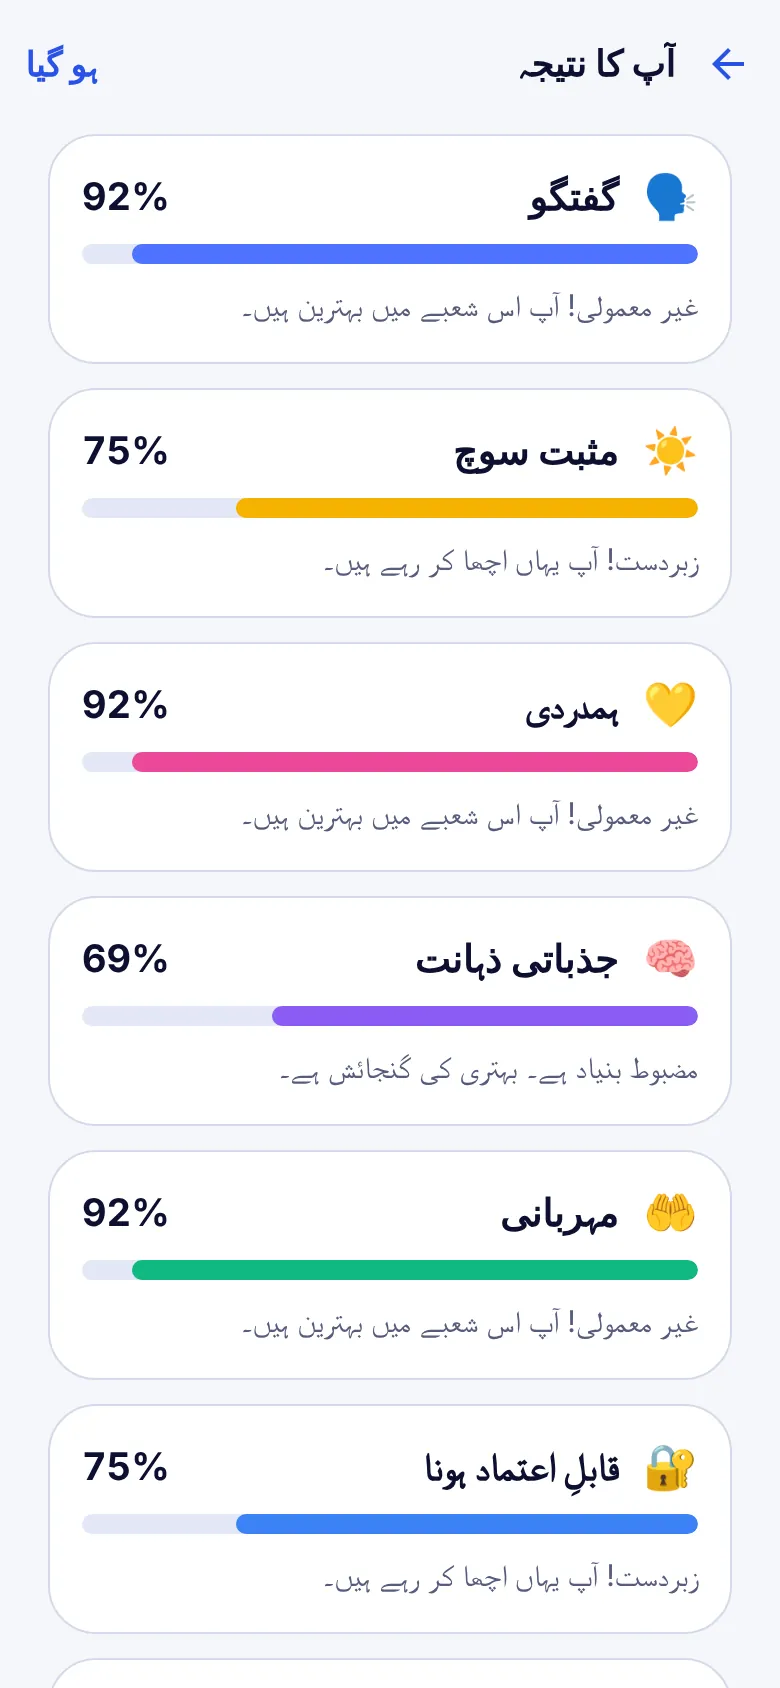 آپ کا نتیجہ
ہو گیا
گفتگو
92%
غیر معمولی! آپ اس شعبے میں بہترین ہیں۔
مثبت سوچ
75%
زبردست! آپ یہاں اچھا کر رہے ہیں۔
ہمدردی
92%
غیر معمولی! آپ اس شعبے میں بہترین ہیں۔
جذباتی ذہانت
69%
مضبوط بنیاد ہے۔ بہتری کی گنجائش ہے۔
مہربانی
92%
غیر معمولی! آپ اس شعبے میں بہترین ہیں۔
قابلِ اعتماد ہونا
75%
زبردست! آپ یہاں اچھا کر رہے ہیں۔